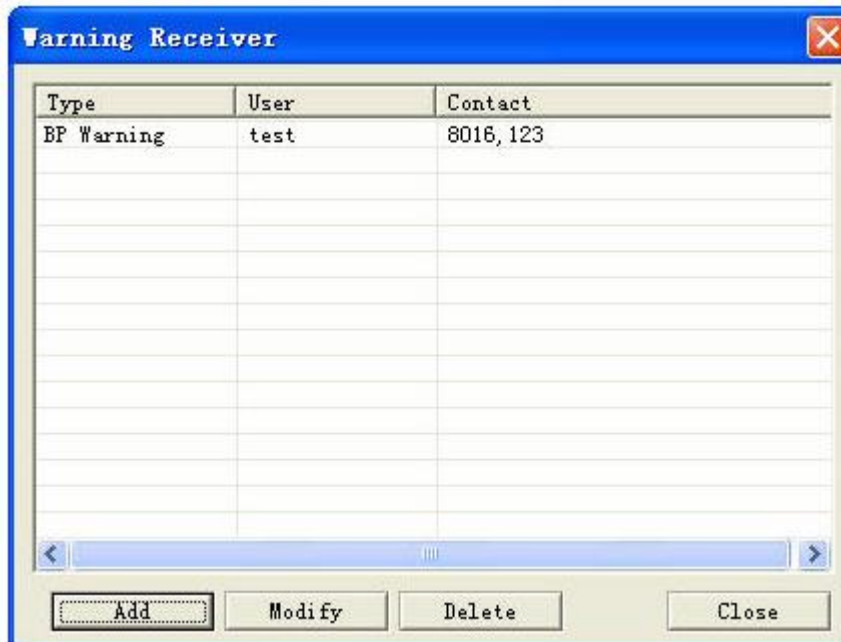 Warning Receiver
Type User Contact
BP Warning test 8016, 123
Add Modify Delete Close